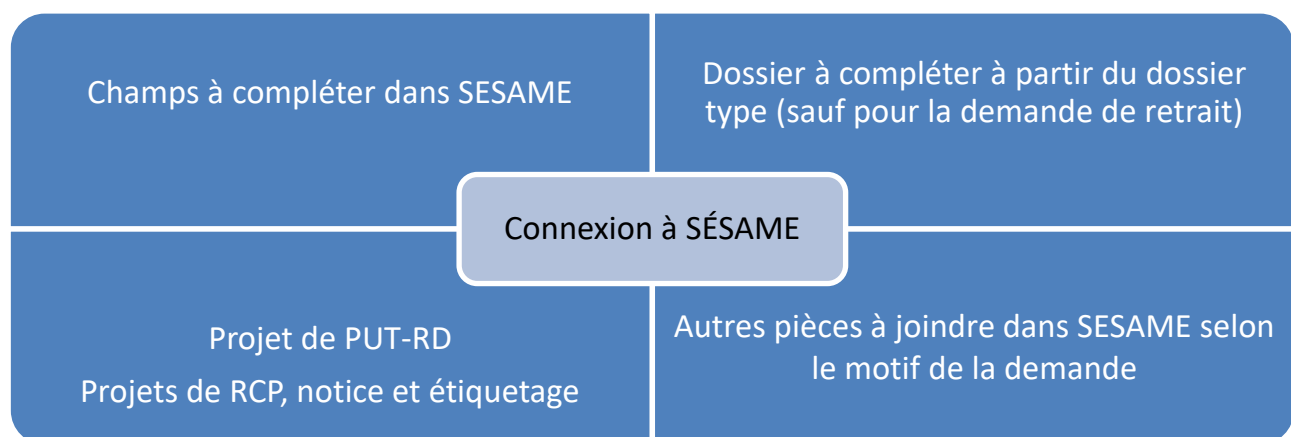 Champs à compléter dans SESAME
Dossier à compléter à partir du dossier
type (sauf pour la demande de retrait)
Connexion à SÉSAME
Projet de PUT-RD
Projets de RCP, notice et étiquetage
Autres pièces à joindre dans SESAME selon
le motif de la demande